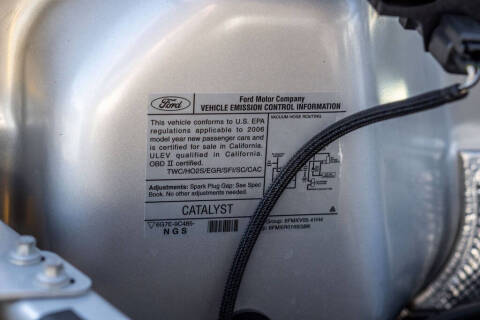 Ford
Ford Motor Company
VEHICLE EMISSION CONTROL INFORMATION
This vehicle conforms to U.S. EPA
regulations applicable to 2006
model year new passenger cars and
is certified for sale in California.
ULEV qualified in California.
OBD II certified.
TWC/HO2S/EGR/SFI/SC/CAC
VACUUM HOSE ROUTING
Adjustments: Spark Plug Gap: See Spec
Book. No other adjustments needed.
CATALYST
6G7E-9C485-
NGS
Group: